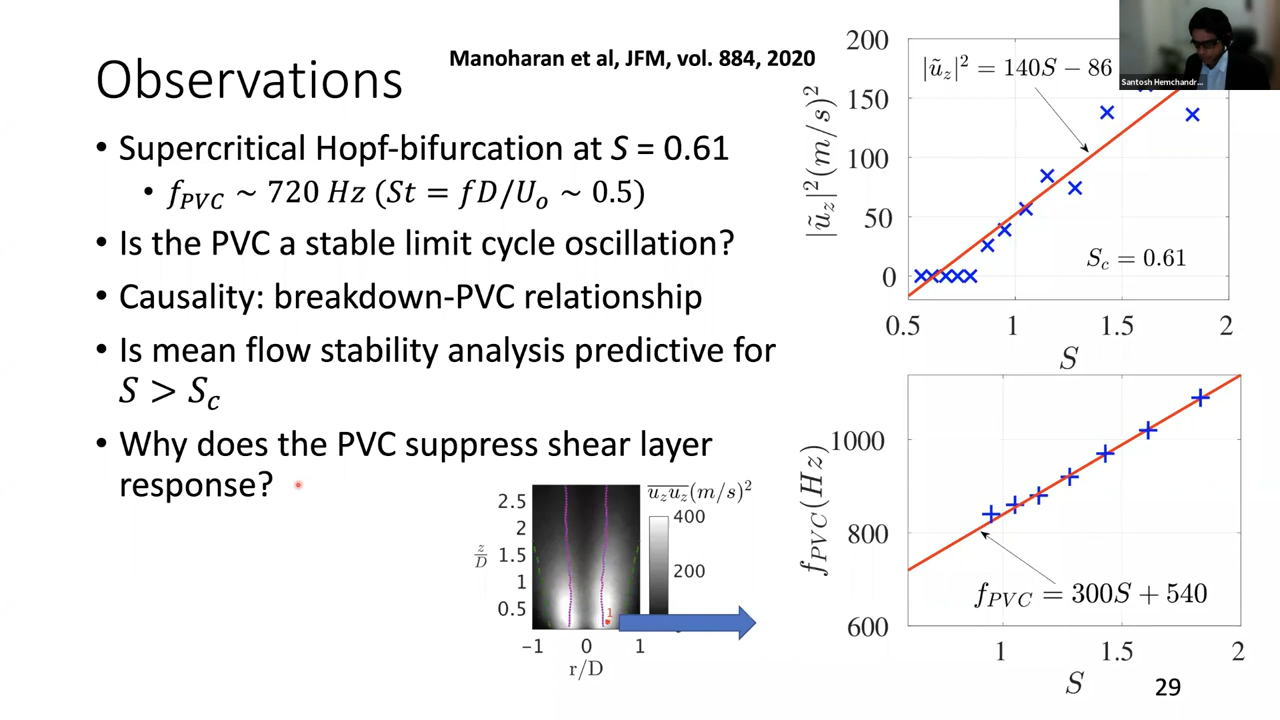 Observations
Manoharan et al, JFM, vol. 884, 2020
• Supercritical Hopf-bifurcation at S = 0.61
• f_PVC ~ 720 Hz (St = fD/U_o ~ 0.5)
• Is the PVC a stable limit cycle oscillation?
• Causality: breakdown-PVC relationship
• Is mean flow stability analysis predictive for
S > S_c
• Why does the PVC suppress shear layer
response?
2.5
2
1.5
1
0.5
z/D
−1 0 1
r/D
1
\overline{u_z u_z}(m/s)²
400
200
200
150
100
50
0
|ũ_z|²(m/s)²
|ũ_z|² = 140S − 86
S_c = 0.61
0.5 1 1.5 2
S
1000
800
600
f_PVC(Hz)
f_PVC = 300S + 540
1 1.5 2
S
29
Santosh Hemchandr...